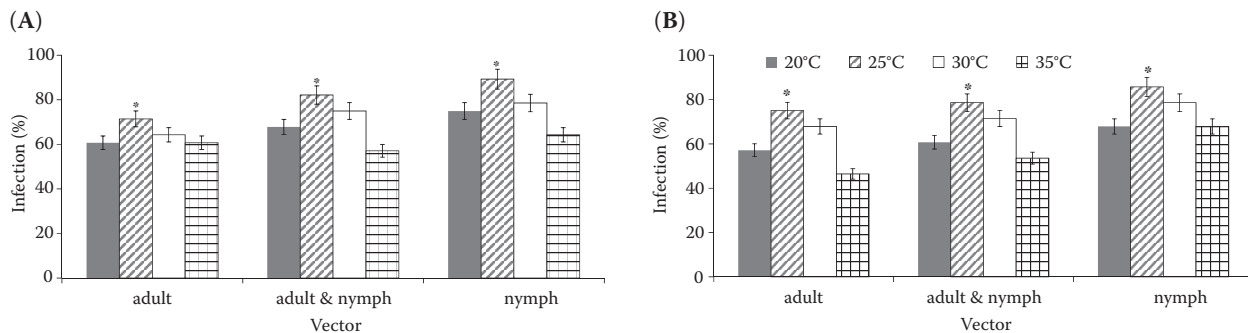 (A)
100
80
60
40
20
0
Infection (%)
*
*
*
adult
adult & nymph
nymph
Vector
(B)
20°C
25°C
30°C
35°C
100
80
60
40
20
0
Infection (%)
*
*
*
adult
adult & nymph
nymph
Vector